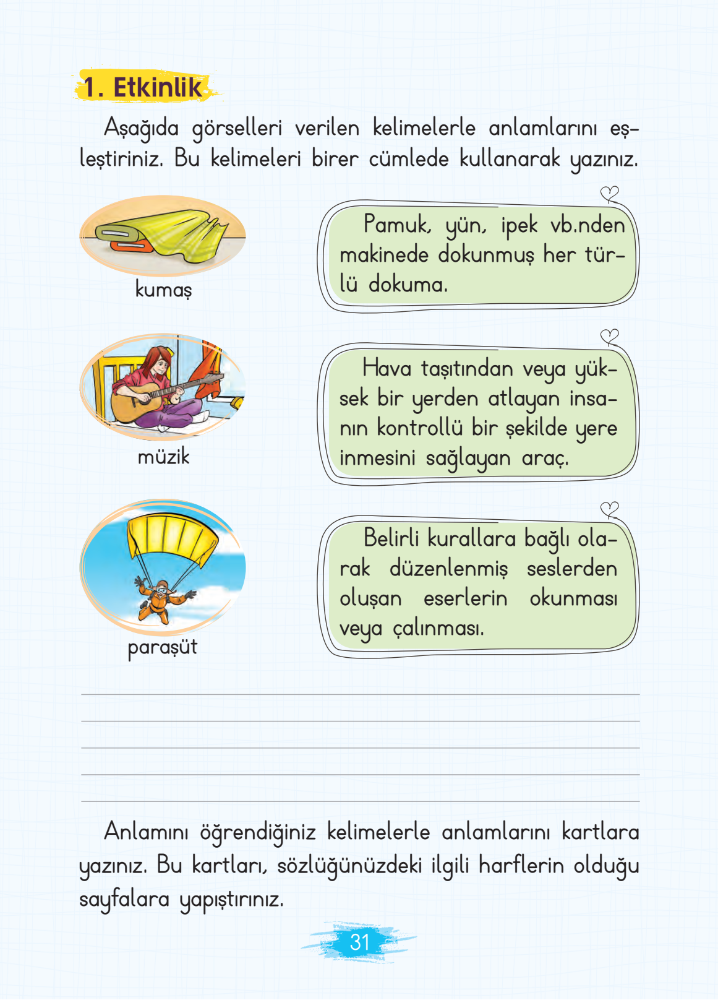 1. Etkinlik
Aşağıda görselleri verilen kelimelerle anlamlarını eş-
leştiriniz. Bu kelimeleri birer cümlede kullanarak yazınız.
kumaş
Pamuk, yün, ipek vb.nden
makinede dokunmuş her tür-
lü dokuma.
müzik
Hava taşıtından veya yük-
sek bir yerden atlayan insa-
nın kontrollü bir şekilde yere
inmesini sağlayan araç.
paraşüt
Belirli kurallara bağlı ola-
rak düzenlenmiş seslerden
oluşan eserlerin okunması
veya çalınması.
Anlamını öğrendiğiniz kelimelerle anlamlarını kartlara
yazınız. Bu kartları, sözlüğünüzdeki ilgili harflerin olduğu
sayfalara yapıştırınız.
31